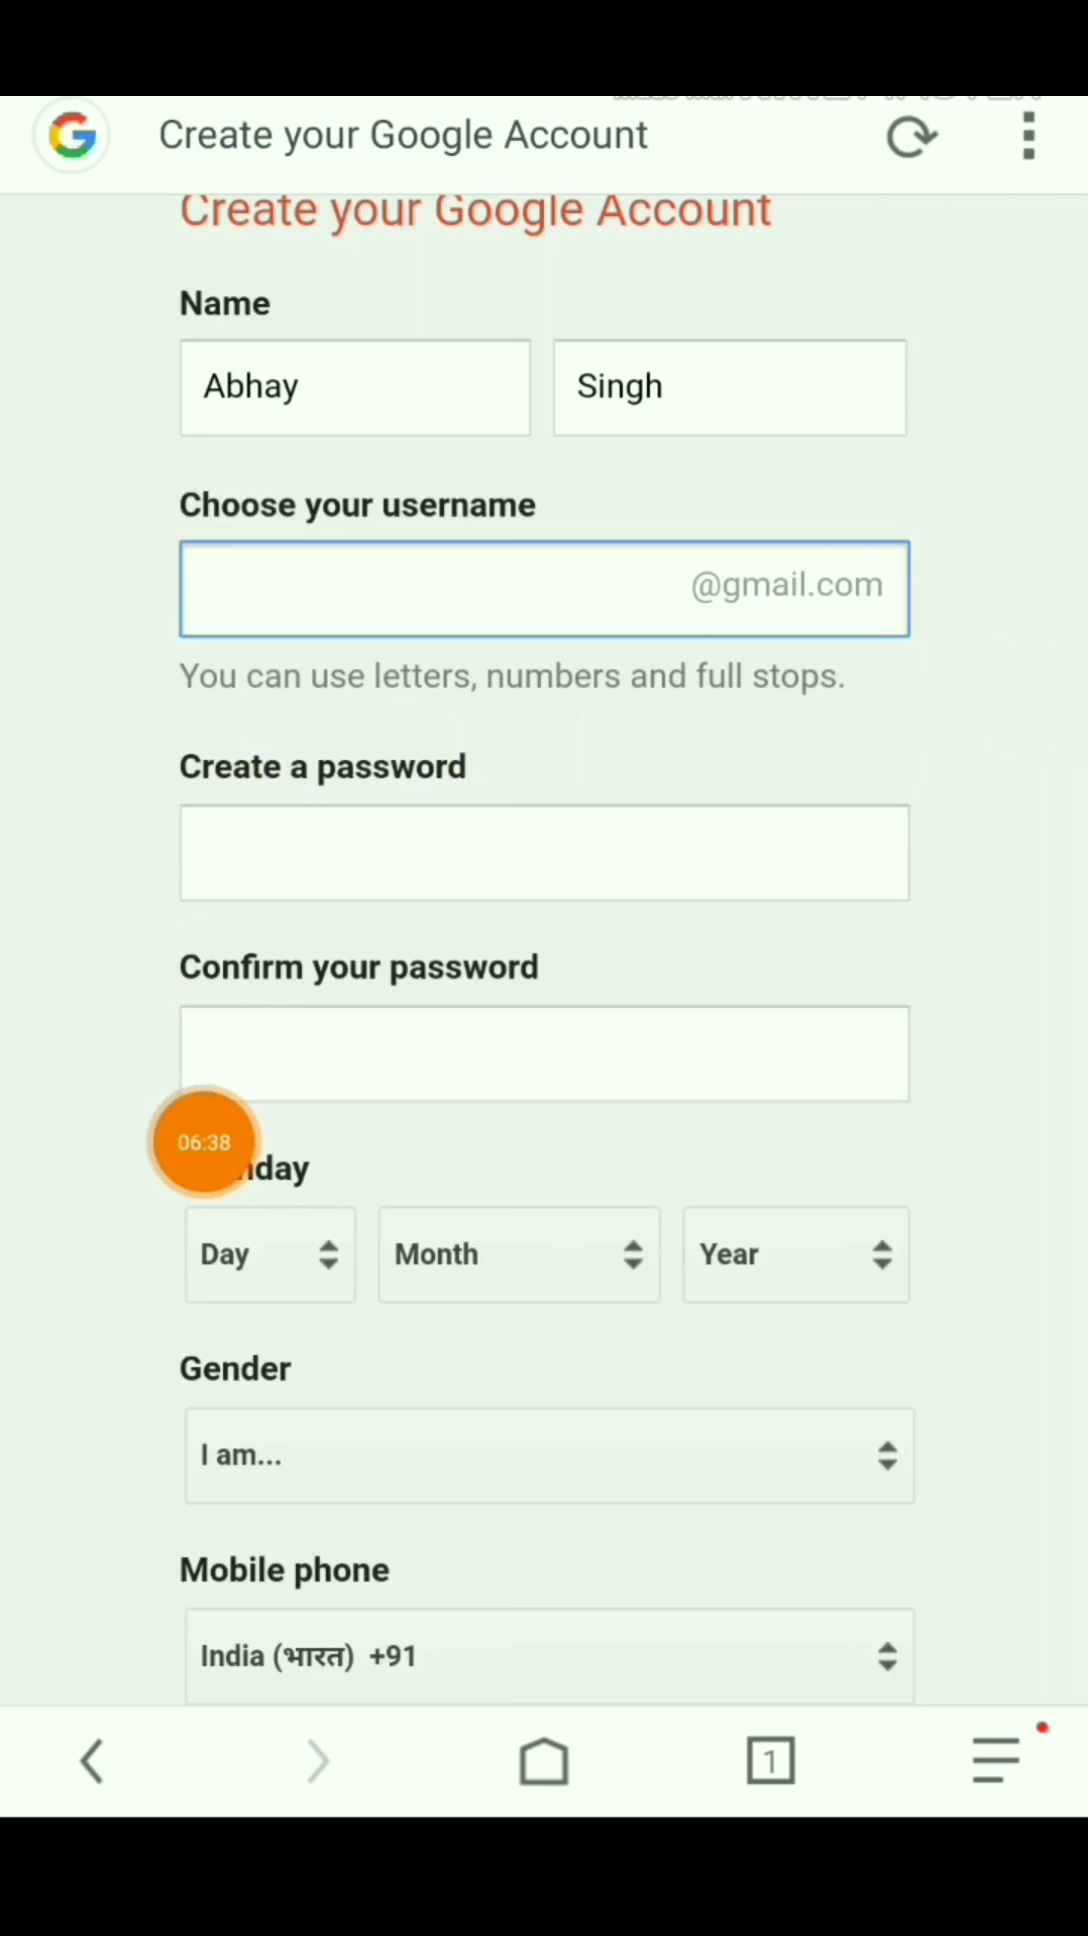 Create your Google Account
Create your Google Account
Name
Abhay Singh
Choose your username
@gmail.com
You can use letters, numbers and full stops.
Create a password
Confirm your password
06:38
Day Month Year
Gender
I am...
Mobile phone
India (भारत) +91
1